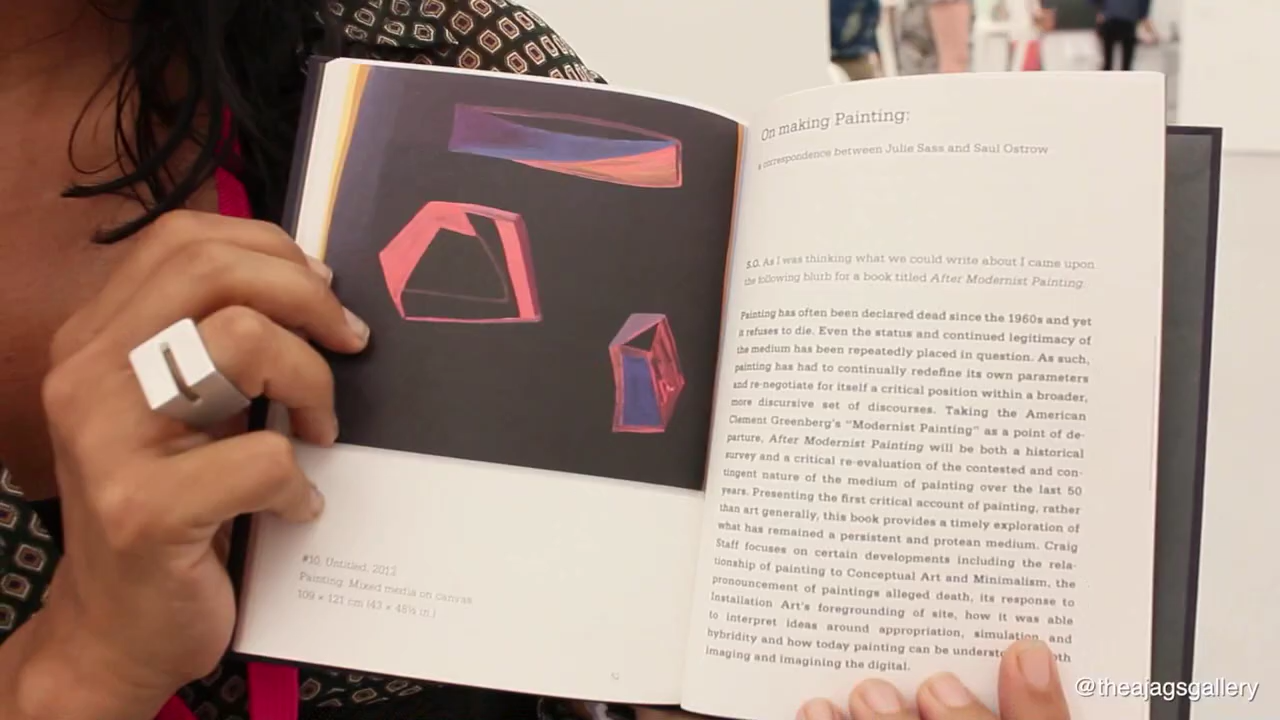 On making Painting:
a correspondence between Julie Sass and Saul Ostrow
S.O. As I was thinking what we could write about I came upon
the following blurb for a book titled After Modernist Painting.
Painting has often been declared dead since the 1960s and yet
it refuses to die. Even the status and continued legitimacy of
the medium has been repeatedly placed in question. As such,
painting has had to continually redefine its own parameters
and re-negotiate for itself a critical position within a broader,
more discursive set of discourses. Taking the American
Clement Greenberg's "Modernist Painting" as a point of de-
parture, After Modernist Painting will be both a historical
survey and a critical re-evaluation of the contested and con-
tingent nature of the medium of painting over the last 50
years. Presenting the first critical account of painting, rather
than art generally, this book provides a timely exploration of
what has remained a persistent and protean medium. Craig
Staff focuses on certain developments including the rela-
tionship of painting to Conceptual Art and Minimalism, the
pronouncement of paintings alleged death, its response to
Installation Art's foregrounding of site, how it was able
to interpret ideas around appropriation, simulation and
hybridity and how today painting can be underst oth
imaging and imagining the digital.
#10, Untitled, 2012
Painting. Mixed media on canvas
109 × 121 cm (43 × 48½ in.)
@theajagsgallery